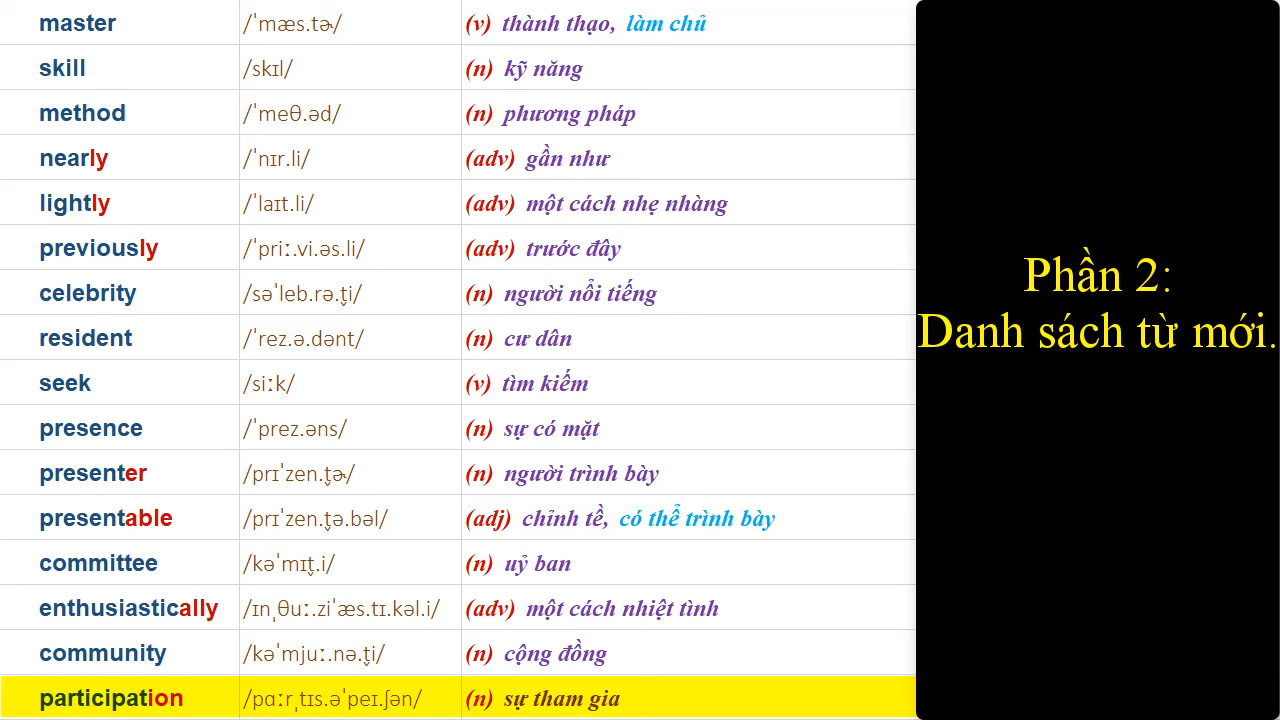 master /ˈmæs.tɚ/ (v) thành thạo, làm chủ
skill /skɪl/ (n) kỹ năng
method /ˈmeθ.əd/ (n) phương pháp
nearly /ˈnɪr.li/ (adv) gần như
lightly /ˈlaɪt.li/ (adv) một cách nhẹ nhàng
previously /ˈpriː.vi.əs.li/ (adv) trước đây
celebrity /səˈleb.rə.t̬i/ (n) người nổi tiếng
resident /ˈrez.ə.dənt/ (n) cư dân
seek /siːk/ (v) tìm kiếm
presence /ˈprez.əns/ (n) sự có mặt
presenter /prɪˈzen.t̬ɚ/ (n) người trình bày
presentable /prɪˈzen.t̬ə.bəl/ (adj) chỉnh tề, có thể trình bày
committee /kəˈmɪt̬.i/ (n) uỷ ban
enthusiastically /ɪnˌθuː.ziˈæs.tɪ.kəl.i/ (adv) một cách nhiệt tình
community /kəˈmjuː.nə.t̬i/ (n) cộng đồng
participation /pɑːrˌtɪs.əˈpeɪ.ʃən/ (n) sự tham gia
Phần 2:
Danh sách từ mới.